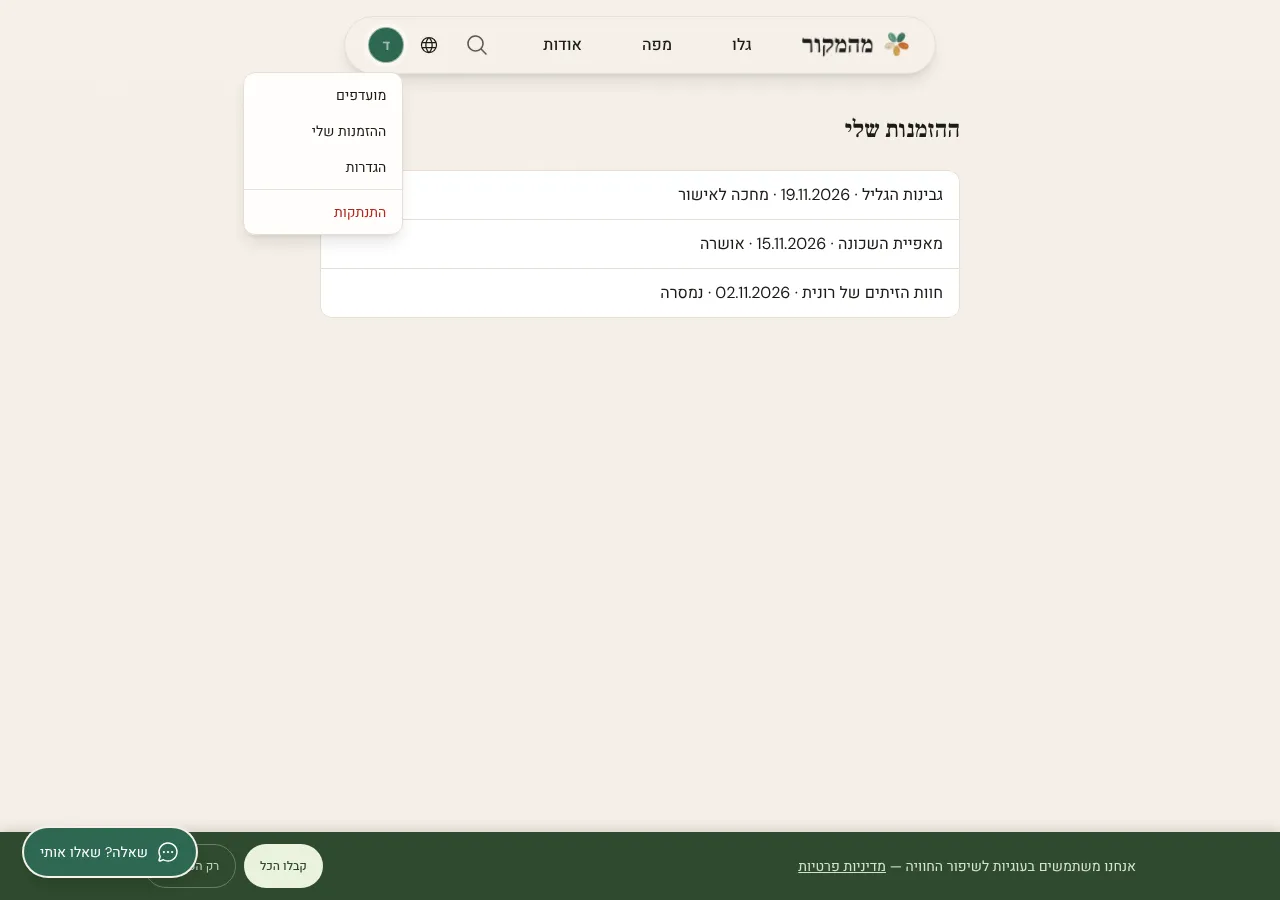 מהמקור
גלו
מפה
אודות
ד
מועדפים
ההזמנות שלי
הגדרות
התנתקות
ההזמנות שלי
גבינות הגליל · 19.11.2026 · מחכה לאישור
מאפיית השכונה · 15.11.2026 · אושרה
חוות הזיתים של רונית · 02.11.2026 · נמסרה
אנחנו משתמשים בעוגיות לשיפור החוויה — מדיניות פרטיות
קבלו הכל
רק
שאלה? שאלו אותי